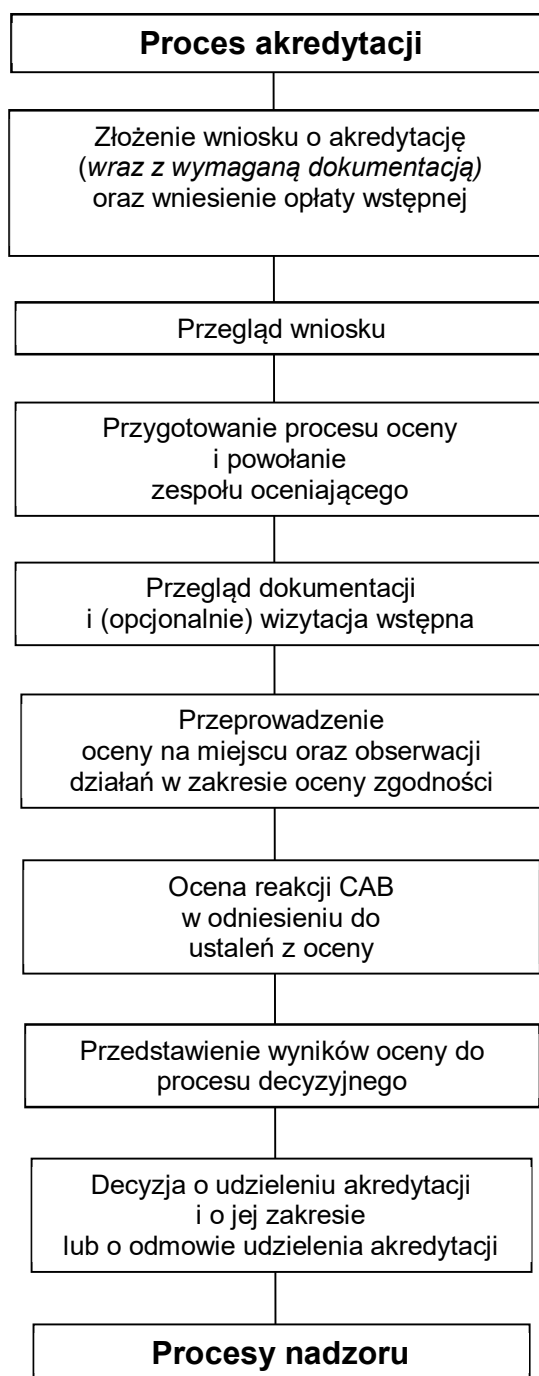 Proces akredytacji
Złożenie wniosku o akredytację
(wraz z wymaganą dokumentacją)
oraz wniesienie opłaty wstępnej
Przegląd wniosku
Przygotowanie procesu oceny
i powołanie
zespołu oceniającego
Przegląd dokumentacji
i (opcjonalnie) wizytacja wstępna
Przeprowadzenie
oceny na miejscu oraz obserwacji
działań w zakresie oceny zgodności
Ocena reakcji CAB
w odniesieniu do
ustaleń z oceny
Przedstawienie wyników oceny do
procesu decyzyjnego
Decyzja o udzieleniu akredytacji
i o jej zakresie
lub o odmowie udzielenia akredytacji
Procesy nadzoru